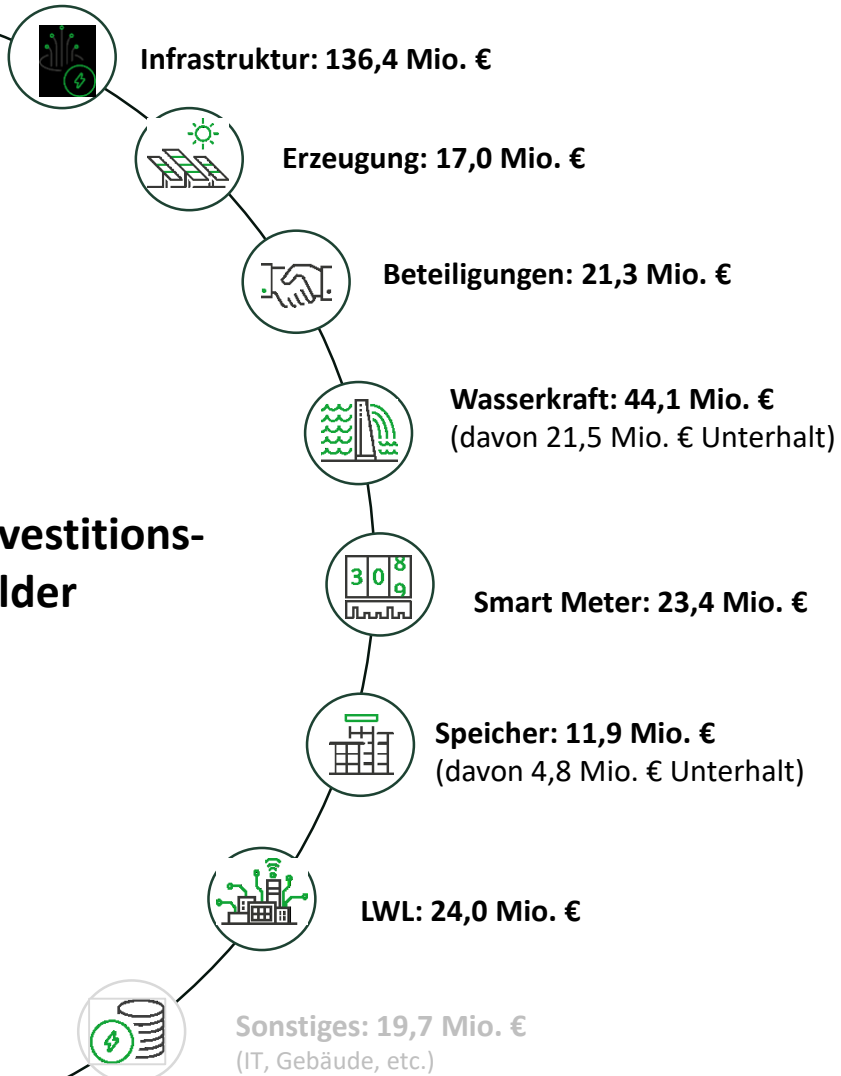 Infrastruktur: 136,4 Mio. €
Erzeugung: 17,0 Mio. €
Beteiligungen: 21,3 Mio. €
Wasserkraft: 44,1 Mio. €
(davon 21,5 Mio. € Unterhalt)
vestitions-
lder
308
9
Smart Meter: 23,4 Mio. €
Speicher: 11,9 Mio. €
(davon 4,8 Mio. € Unterhalt)
LWL: 24,0 Mio. €
Sonstiges: 19,7 Mio. €
(IT, Gebäude, etc.)